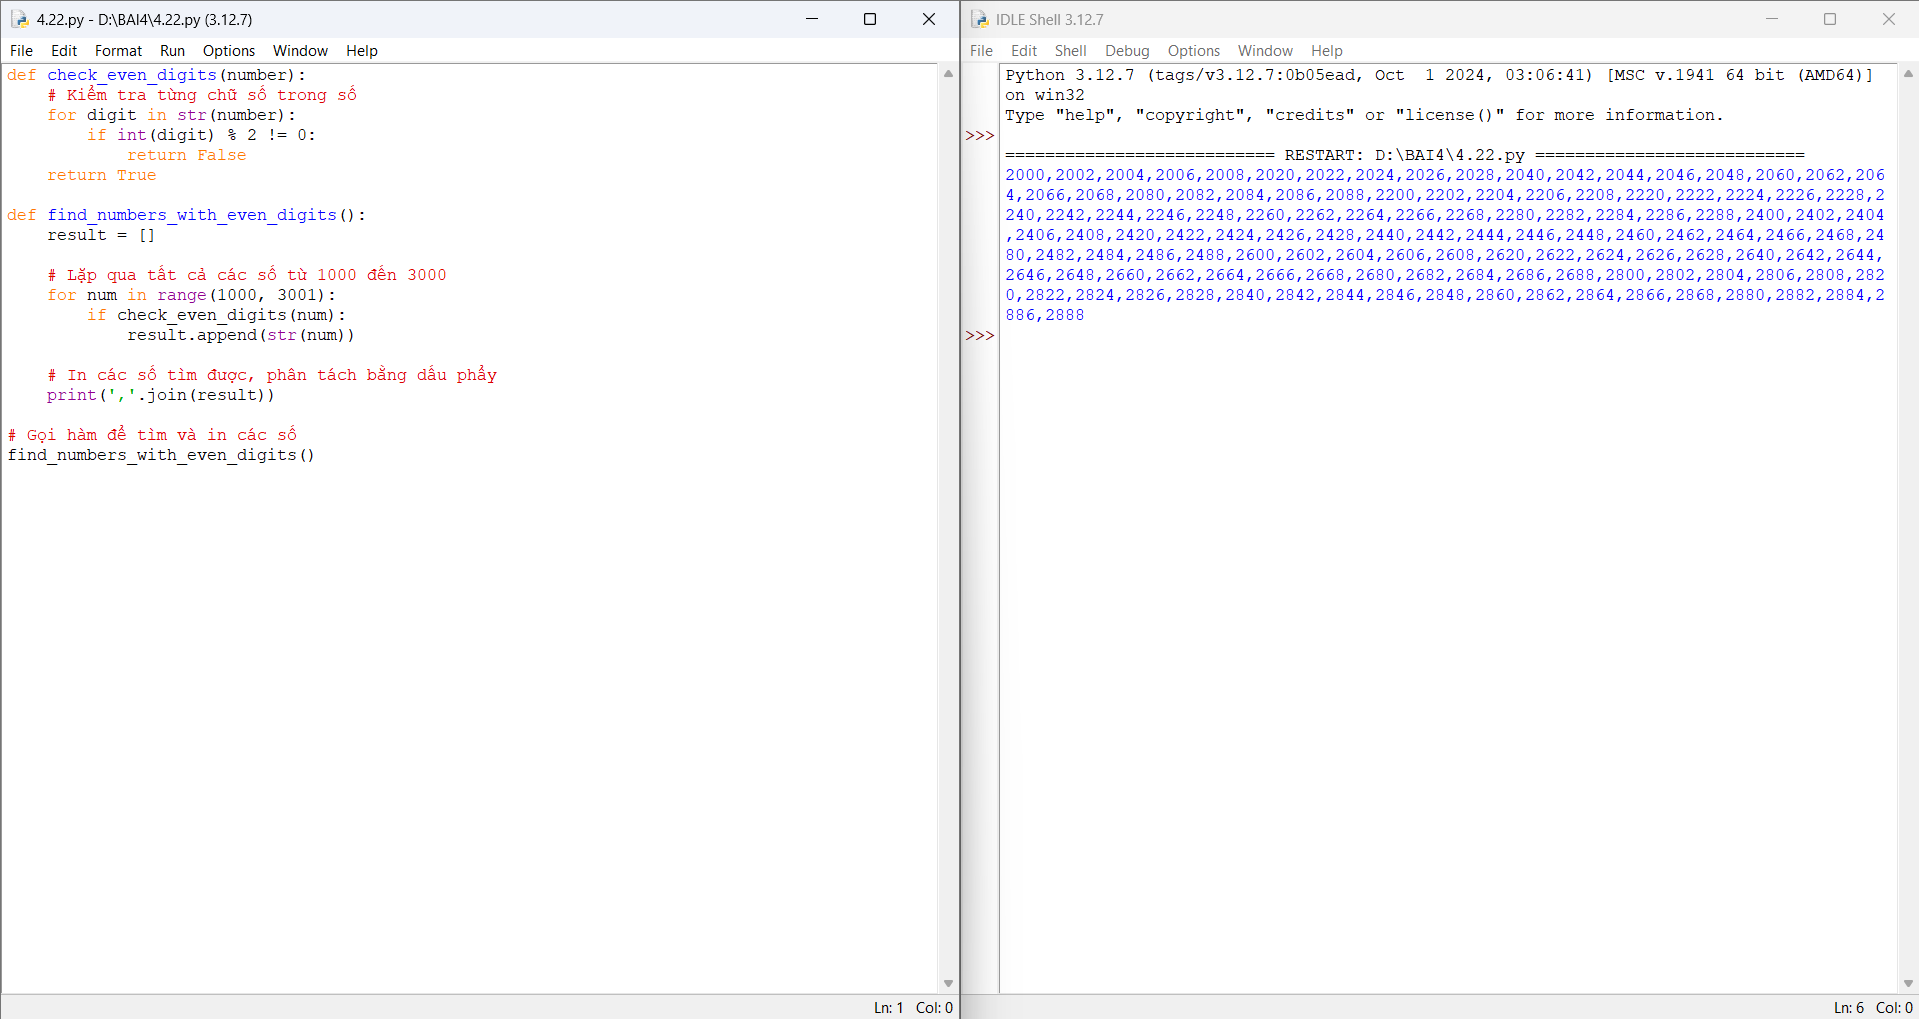 4.22.py - D:\BAI4\4.22.py (3.12.7)
File Edit Format Run Options Window Help
def check_even_digits(number):
    # Kiểm tra từng chữ số trong số
    for digit in str(number):
        if int(digit) % 2 != 0:
            return False
    return True
def find_numbers_with_even_digits():
    result = []
    # Lặp qua tất cả các số từ 1000 đến 3000
    for num in range(1000, 3001):
        if check_even_digits(num):
            result.append(str(num))
    # In các số tìm được, phân tách bằng dấu phẩy
    print(','.join(result))
# Gọi hàm để tìm và in các số
find_numbers_with_even_digits()
Ln: 1 Col: 0
IDLE Shell 3.12.7
File Edit Shell Debug Options Window Help
Python 3.12.7 (tags/v3.12.7:0b05ead, Oct  1 2024, 03:06:41) [MSC v.1941 64 bit (AMD64)]
on win32
Type "help", "copyright", "credits" or "license()" for more information.
>>>
=========================== RESTART: D:\BAI4\4.22.py ===========================
2000,2002,2004,2006,2008,2020,2022,2024,2026,2028,2040,2042,2044,2046,2048,2060,2062,206
4,2066,2068,2080,2082,2084,2086,2088,2200,2202,2204,2206,2208,2220,2222,2224,2226,2228,2
240,2242,2244,2246,2248,2260,2262,2264,2266,2268,2280,2282,2284,2286,2288,2400,2402,2404
,2406,2408,2420,2422,2424,2426,2428,2440,2442,2444,2446,2448,2460,2462,2464,2466,2468,24
80,2482,2484,2486,2488,2600,2602,2604,2606,2608,2620,2622,2624,2626,2628,2640,2642,2644,
2646,2648,2660,2662,2664,2666,2668,2680,2682,2684,2686,2688,2800,2802,2804,2806,2808,282
0,2822,2824,2826,2828,2840,2842,2844,2846,2848,2860,2862,2864,2866,2868,2880,2882,2884,2
886,2888
>>>
Ln: 6 Col: 0